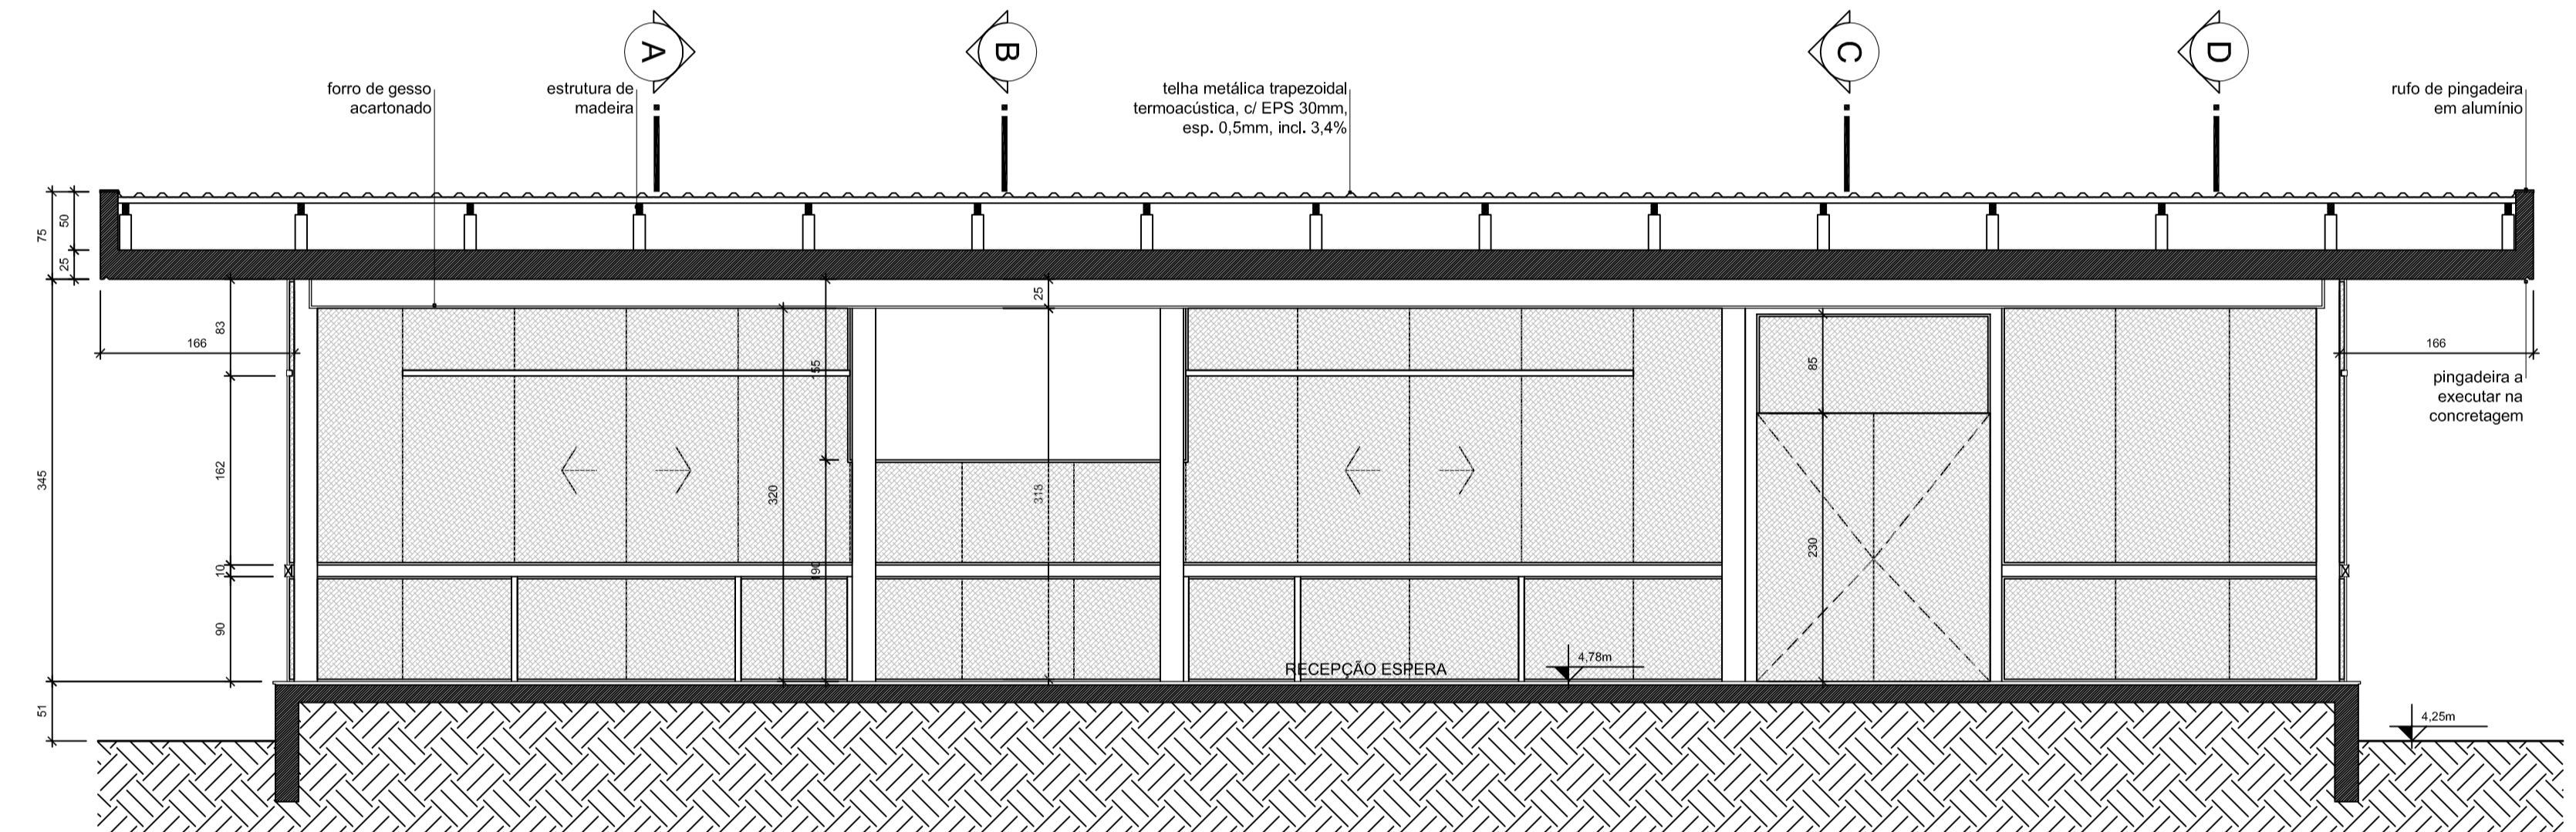 A
B
C
D
forro de gesso
acartonado
estrutura de
madeira
telha metálica trapezoidal
termoacústica, c/ EPS 30mm,
esp. 0,5mm, incl. 3,4%
rufo de pingadeira
em alumínio
75
50
25
25
83
166
155
85
166
pingadeira a
executar na
concretagem
345
162
320
318
230
10
190
90
RECEPÇÃO ESPERA
4,78m
51
4,25m